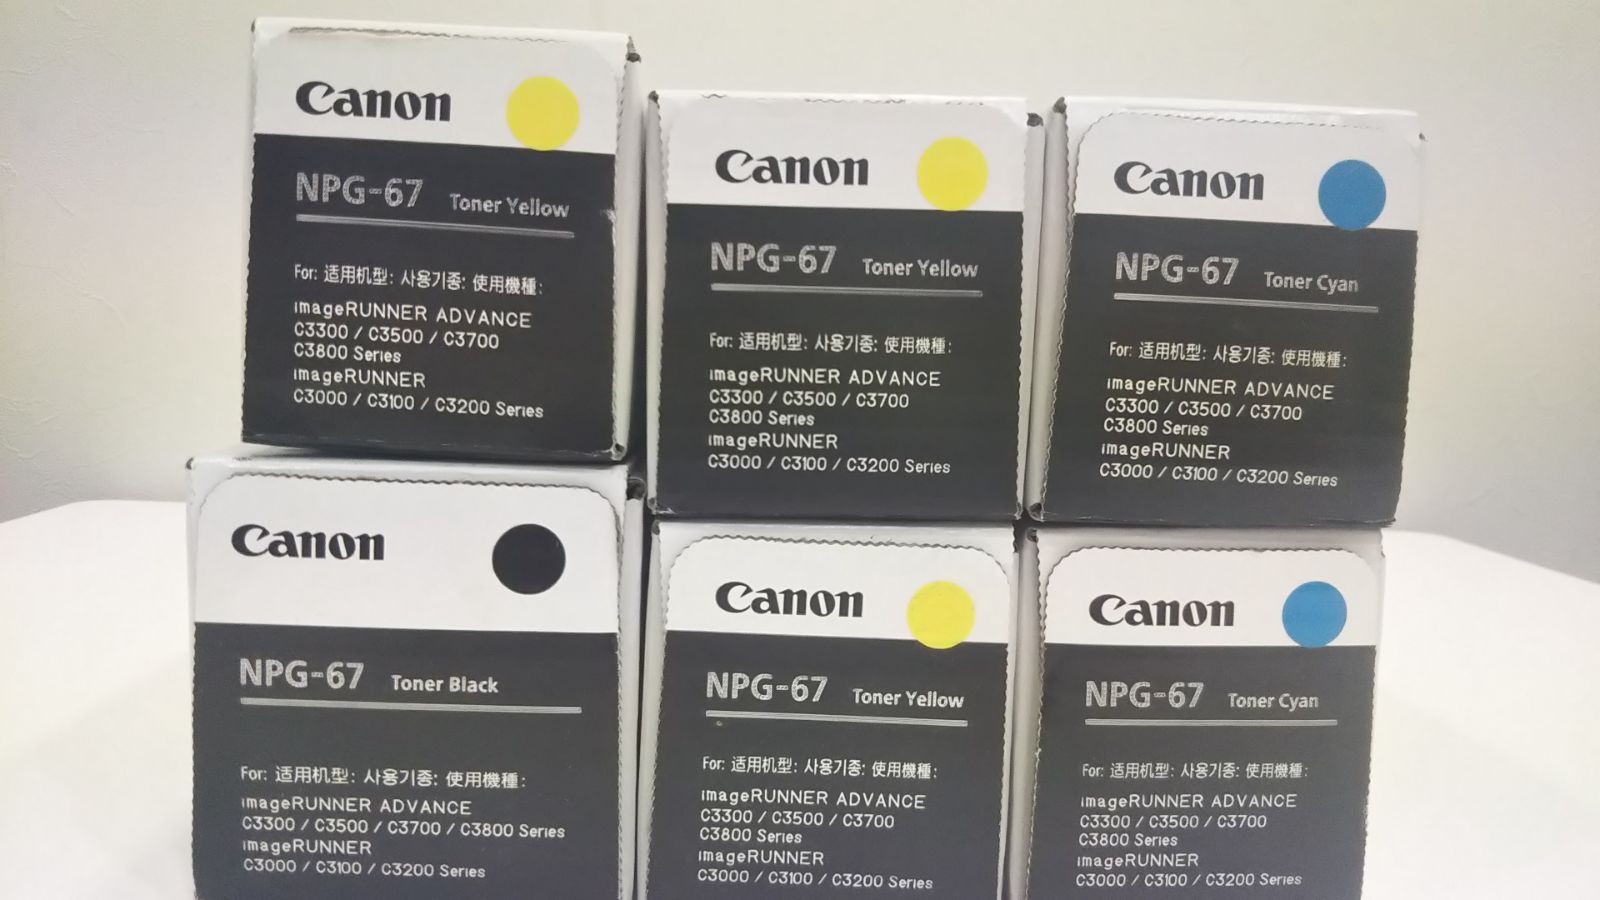 Canon
NPG-67 Toner Yellow
For: 适用机型: 사용기종: 使用機種:
imageRUNNER ADVANCE
C3300 / C3500 / C3700
C3800 Series
imageRUNNER
C3000 / C3100 / C3200 Series
Canon
NPG-67 Toner Yellow
For: 适用机型: 사용기종: 使用機種:
imageRUNNER ADVANCE
C3300 / C3500 / C3700
C3800 Series
imageRUNNER
C3000 / C3100 / C3200 Series
Canon
NPG-67 Toner Cyan
For: 适用机型: 사용기종: 使用機種:
imageRUNNER ADVANCE
C3300 / C3500 / C3700
C3800 Series
imageRUNNER
C3000 / C3100 / C3200 Series
Canon
NPG-67 Toner Black
For: 适用机型: 사용기종: 使用機種:
imageRUNNER ADVANCE
C3300 / C3500 / C3700 / C3800 Series
imageRUNNER
C3000 / C3100 / C3200 Series
Canon
NPG-67 Toner Yellow
For: 适用机型: 사용기종: 使用機種:
imageRUNNER ADVANCE
C3300 / C3500 / C3700
C3800 Series
imageRUNNER
C3000 / C3100 / C3200 Series
Canon
NPG-67 Toner Cyan
For: 适用机型: 사용기종: 使用機種:
imageRUNNER ADVANCE
C3300 / C3500 / C3700
C3800 Series
imageRUNNER
C3000 / C3100 / C3200 Series